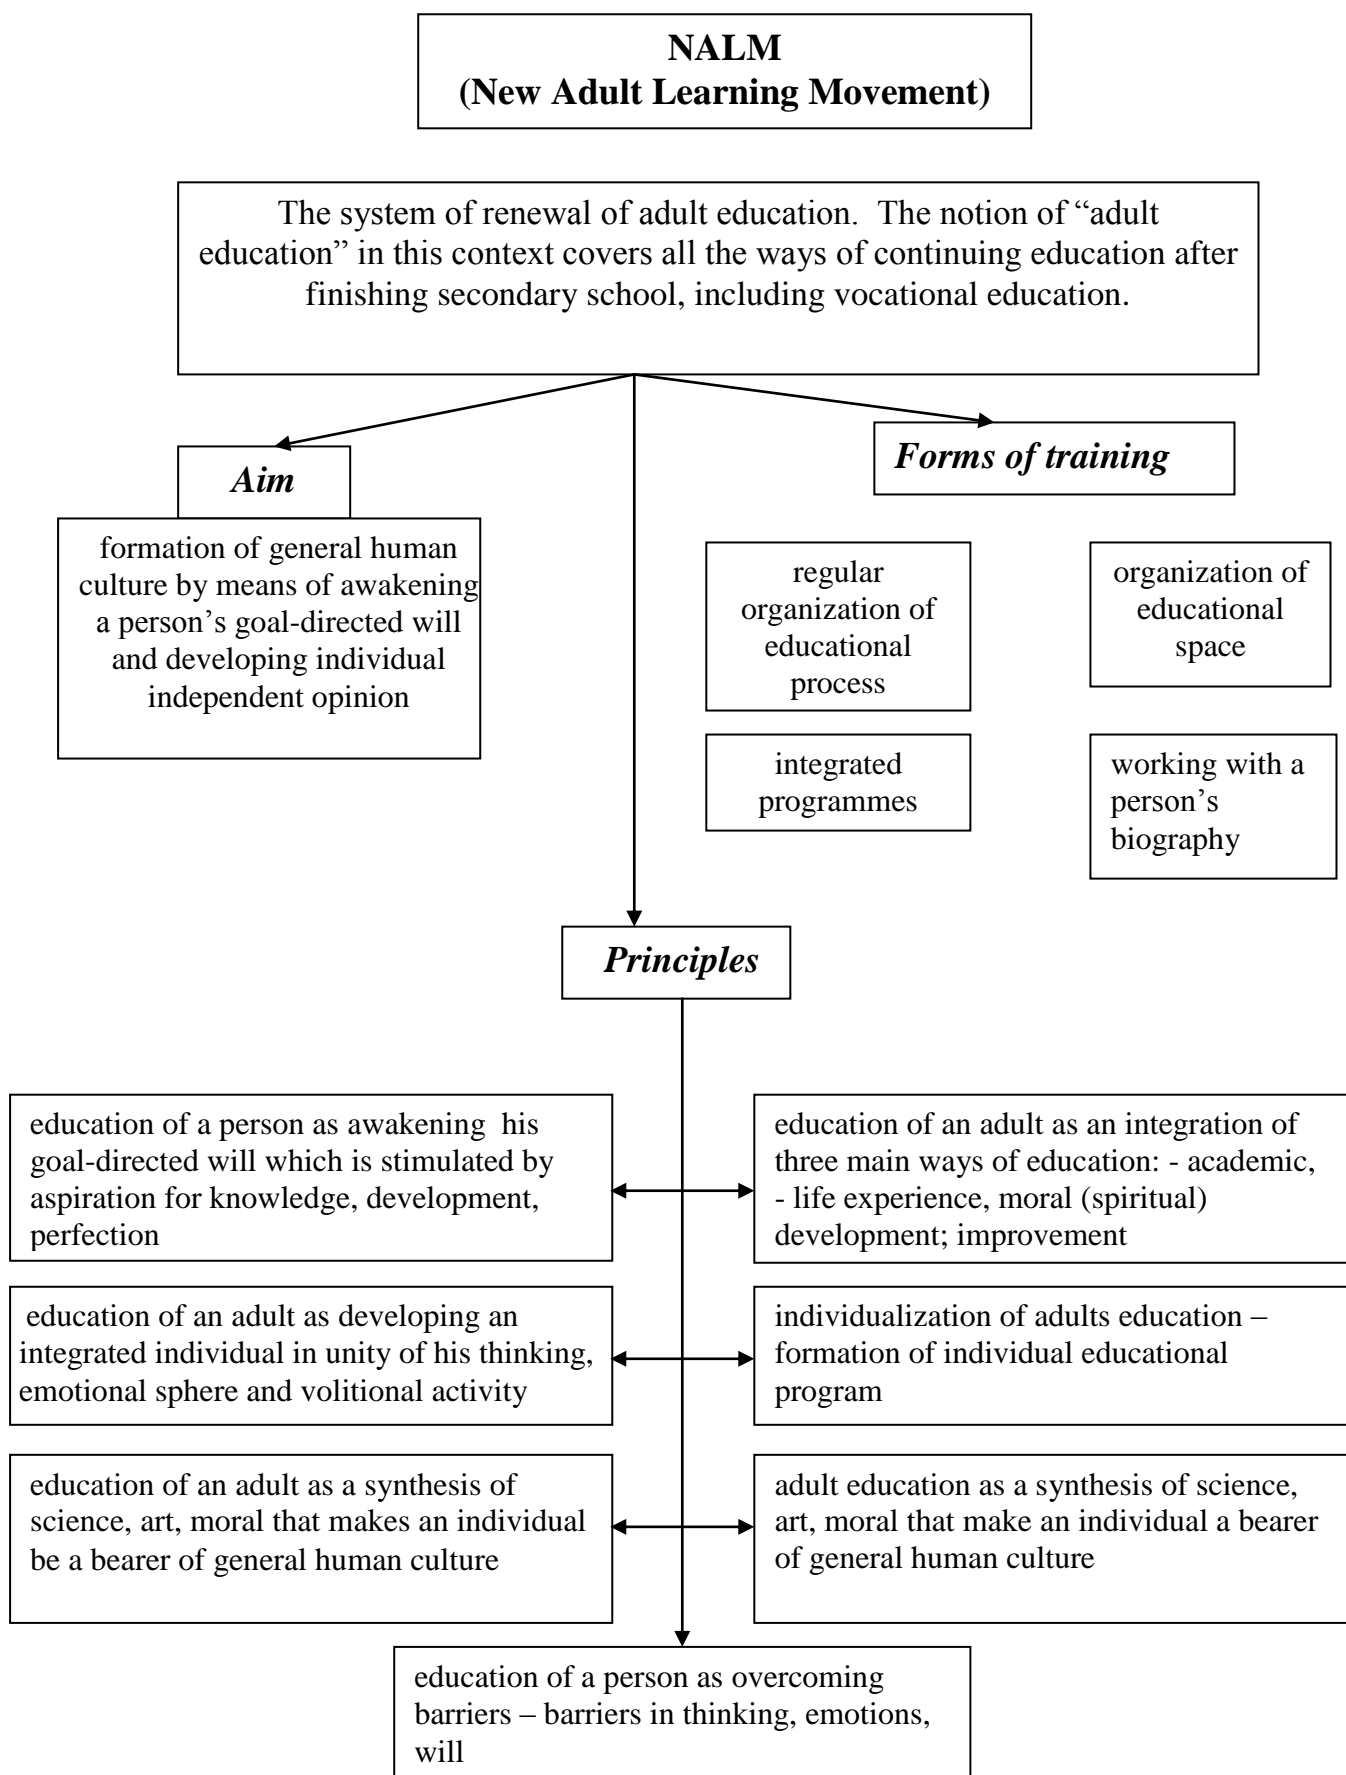 NALM
(New Adult Learning Movement)
The system of renewal of adult education. The notion of “adult
education” in this context covers all the ways of continuing education after
finishing secondary school, including vocational education.
Aim
formation of general human
culture by means of awakening
a person’s goal-directed will
and developing individual
independent opinion
Forms of training
regular
organization of
educational
process
organization of
educational
space
integrated
programmes
working with a
person’s
biography
Principles
education of a person as awakening his
goal-directed will which is stimulated by
aspiration for knowledge, development,
perfection
education of an adult as an integration of
three main ways of education: - academic,
- life experience, moral (spiritual)
development; improvement
education of an adult as developing an
integrated individual in unity of his thinking,
emotional sphere and volitional activity
individualization of adults education –
formation of individual educational
program
education of an adult as a synthesis of
science, art, moral that makes an individual
be a bearer of general human culture
adult education as a synthesis of science,
art, moral that make an individual a bearer
of general human culture
education of a person as overcoming
barriers – barriers in thinking, emotions,
will